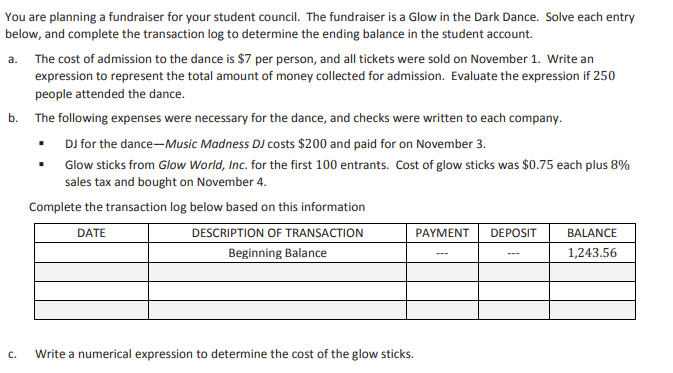 You are planning a fundraiser for your student council. The fundraiser is a Glow in the Dark Dance. Solve each entry
below, and complete the transaction log to determine the ending balance in the student account.
a. The cost of admission to the dance is $7 per person, and all tickets were sold on November 1. Write an
expression to represent the total amount of money collected for admission. Evaluate the expression if 250
people attended the dance.
b. The following expenses were necessary for the dance, and checks were written to each company.
▪ DJ for the dance—Music Madness DJ costs $200 and paid for on November 3.
▪ Glow sticks from Glow World, Inc. for the first 100 entrants. Cost of glow sticks was $0.75 each plus 8%
sales tax and bought on November 4.
Complete the transaction log below based on this information
DATE DESCRIPTION OF TRANSACTION PAYMENT DEPOSIT BALANCE
Beginning Balance --- --- 1,243.56
c. Write a numerical expression to determine the cost of the glow sticks.